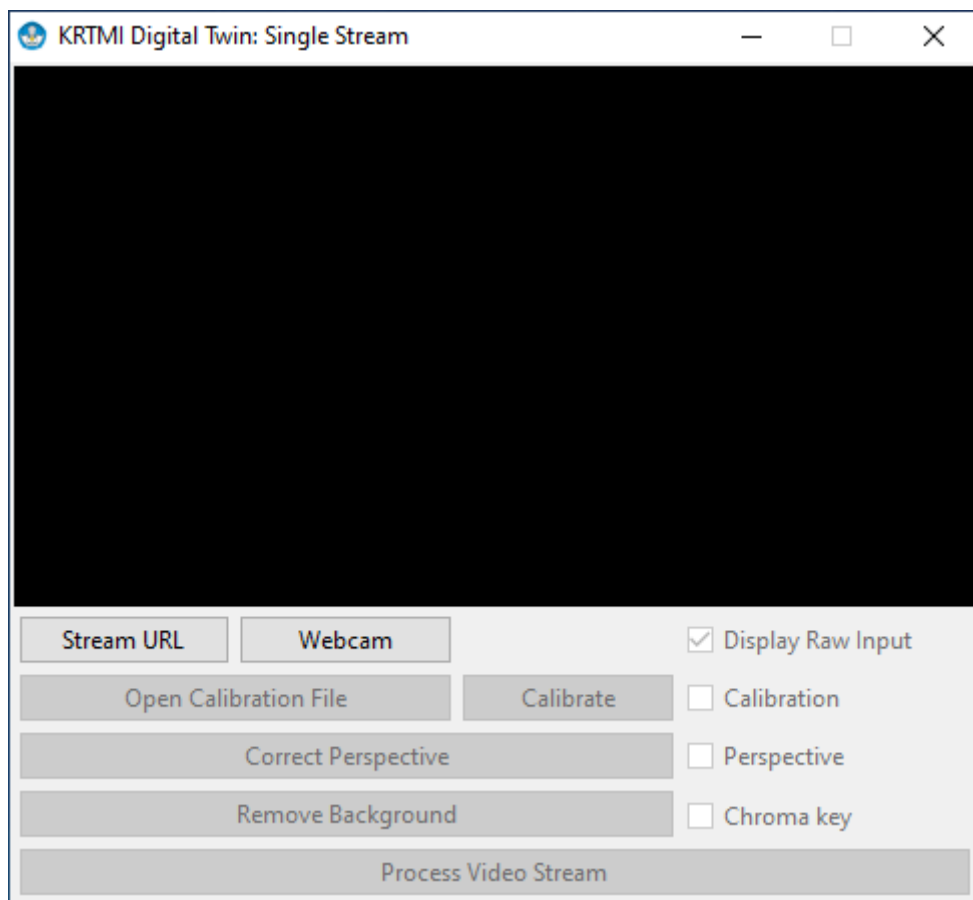 KRTMI Digital Twin: Single Stream
Stream URL Webcam Display Raw Input
Open Calibration File Calibrate Calibration
Correct Perspective Perspective
Remove Background Chroma key
Process Video Stream